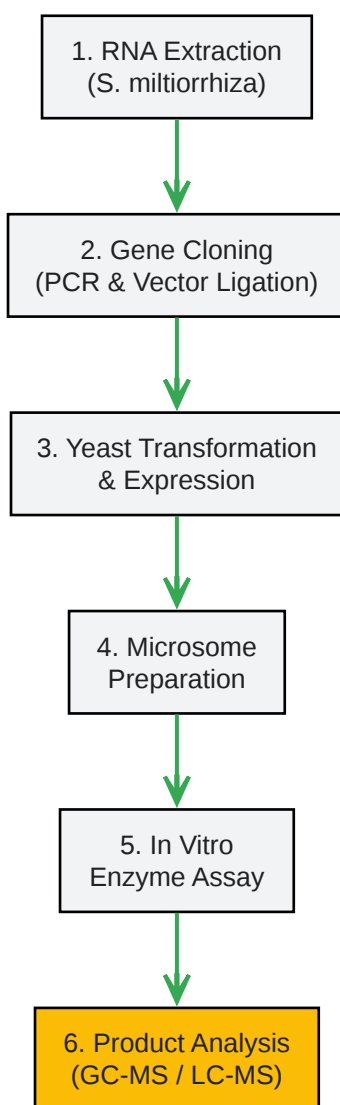 1. RNA Extraction
(S. miltiorrhiza)
2. Gene Cloning
(PCR & Vector Ligation)
3. Yeast Transformation
& Expression
4. Microsome
Preparation
5. In Vitro
Enzyme Assay
6. Product Analysis
(GC-MS / LC-MS)